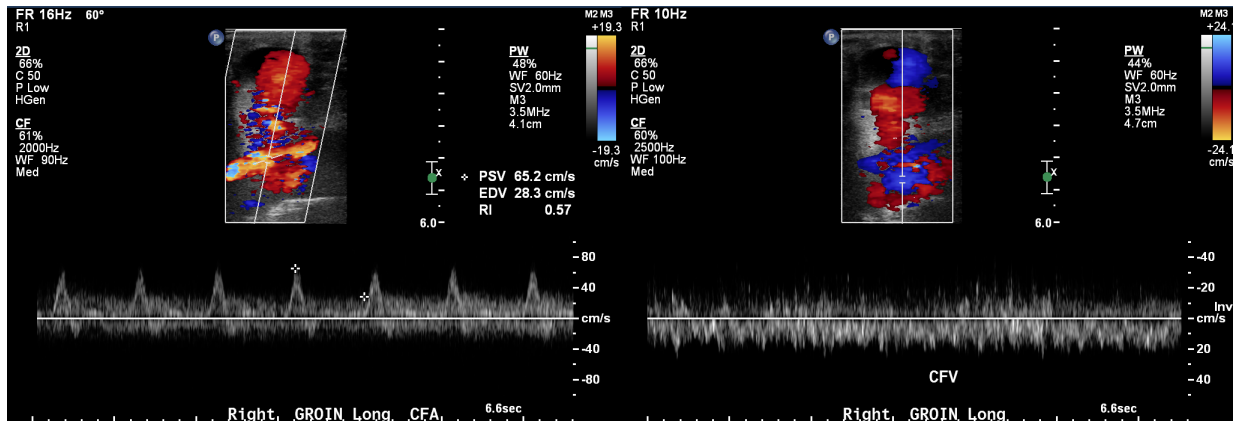 FR 16Hz 60°
R1
M2 M3
+19.3
P
2D
66%
C 50
P Low
HGen
CF
61%
2000Hz
WF 90Hz
Med
PW
48%
WF 60Hz
SV2.0mm
M3
3.5MHz
4.1cm
-19.3
cm/s
x
PSV 65.2 cm/s
EDV 28.3 cm/s
RI 0.57
6.0
80
40
cm/s
-40
-80
6.6sec
Right GROIN Long CFA
FR 10Hz
R1
M2 M3
+24.1
P
2D
66%
C 50
P Low
HGen
CF
60%
2500Hz
WF 100Hz
Med
PW
44%
WF 60Hz
SV2.0mm
M3
3.5MHz
4.7cm
-24.1
cm/s
x
6.0
-40
-20
Inv
cm/s
20
40
CFV
6.6sec
Right GROIN Long